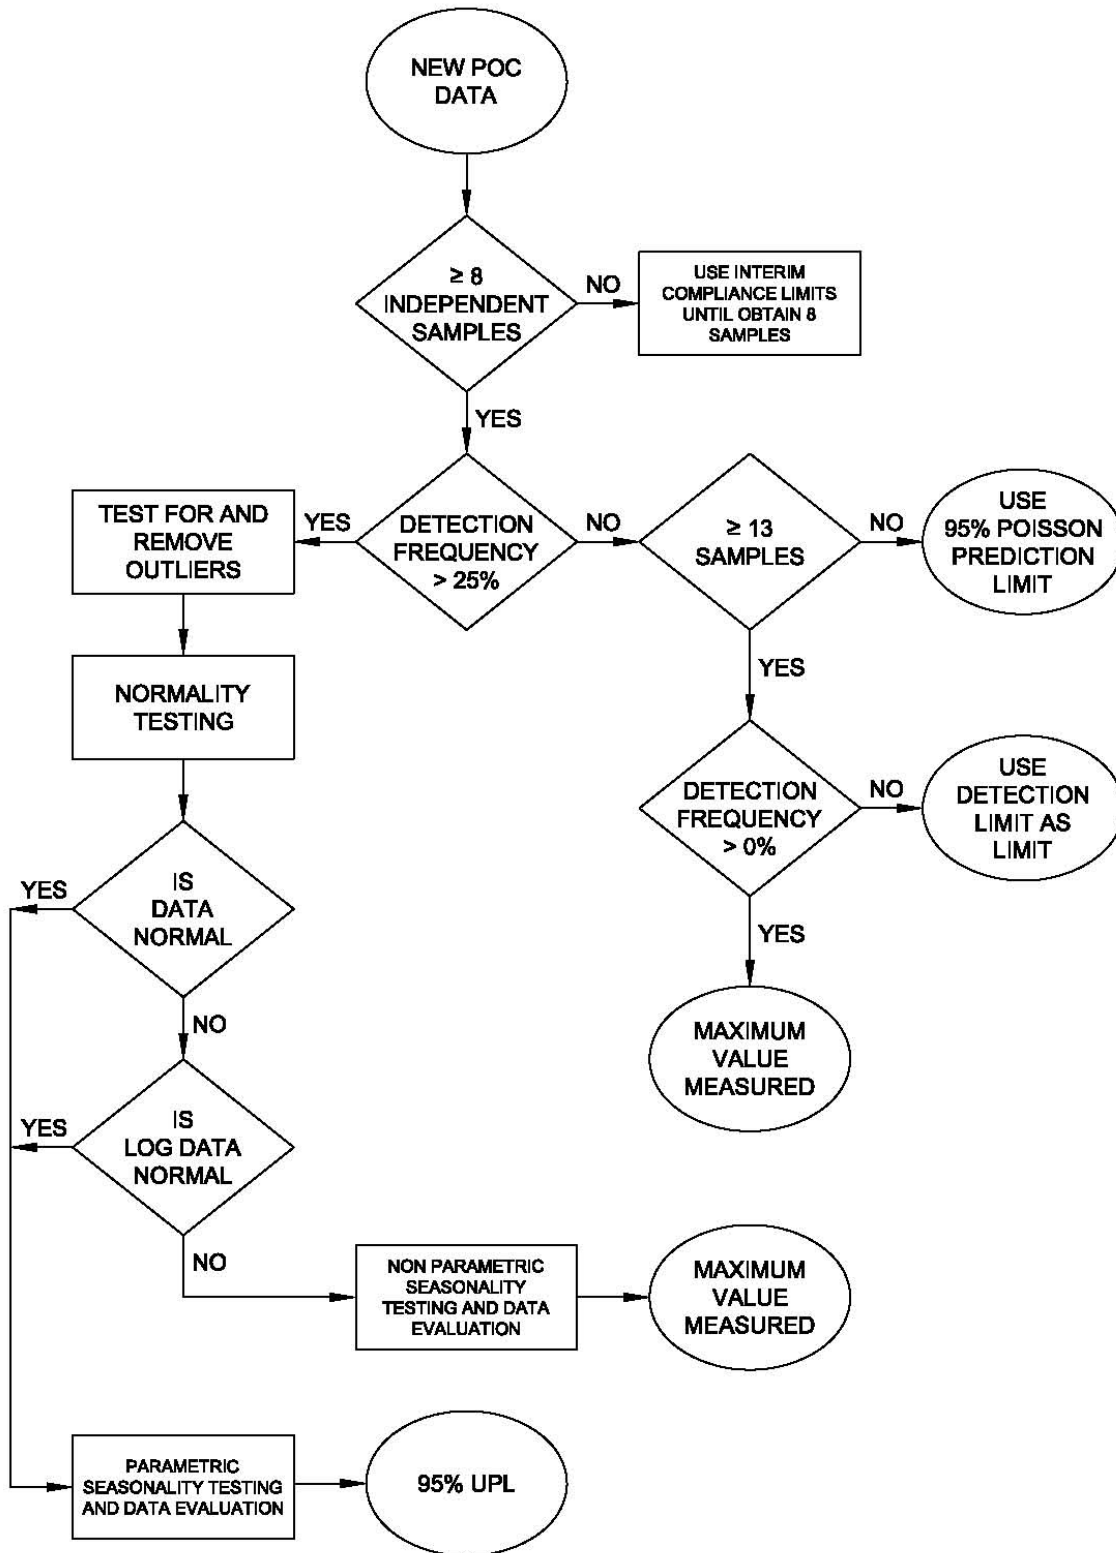 NEW POC
DATA
≥ 8
INDEPENDENT
SAMPLES
NO
USE INTERIM
COMPLIANCE LIMITS
UNTIL OBTAIN 8
SAMPLES
YES
TEST FOR AND
REMOVE
OUTLIERS
YES
DETECTION
FREQUENCY
> 25%
NO
≥ 13
SAMPLES
NO
USE
95% POISSON
PREDICTION
LIMIT
YES
NORMALITY
TESTING
DETECTION
FREQUENCY
> 0%
NO
USE
DETECTION
LIMIT AS
LIMIT
YES
IS
DATA
NORMAL
YES
NO
MAXIMUM
VALUE
MEASURED
YES
IS
LOG DATA
NORMAL
NO
NON PARAMETRIC
SEASONALITY
TESTING AND DATA
EVALUATION
MAXIMUM
VALUE
MEASURED
PARAMETRIC
SEASONALITY TESTING
AND DATA EVALUATION
95% UPL